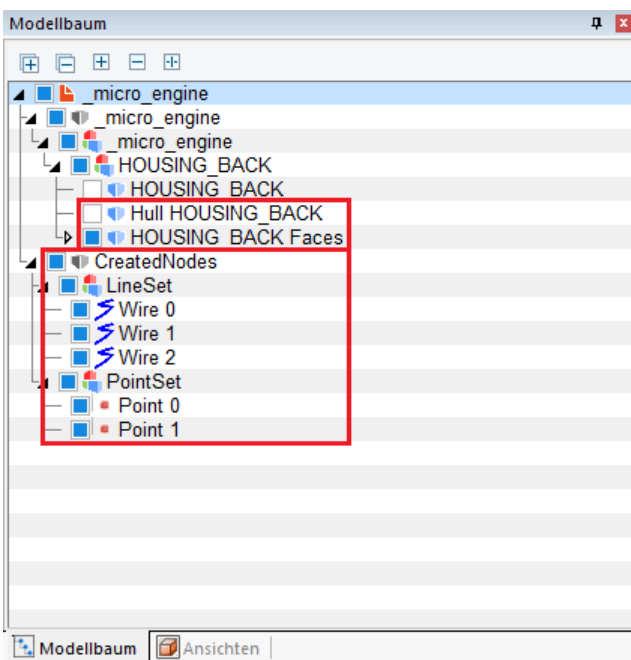 Modellbaum
_micro_engine
_micro_engine
_micro_engine
HOUSING_BACK
HOUSING_BACK
Hull HOUSING_BACK
HOUSING_BACK Faces
CreatedNodes
LineSet
Wire 0
Wire 1
Wire 2
PointSet
Point 0
Point 1
Modellbaum Ansichten